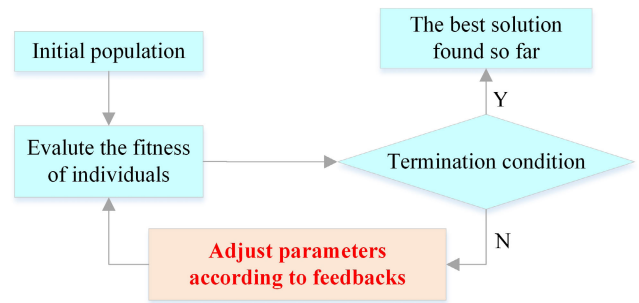 Initial population
The best solution
found so far
Y
Evalute the fitness
of individuals
Termination condition
N
Adjust parameters
according to feedbacks